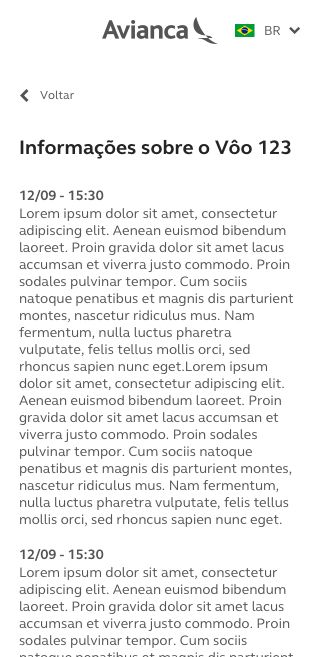 Avianca
BR
Voltar
Informações sobre o Vôo 123
12/09 - 15:30
Lorem ipsum dolor sit amet, consectetur
adipiscing elit. Aenean euismod bibendum
laoreet. Proin gravida dolor sit amet lacus
accumsan et viverra justo commodo. Proin
sodales pulvinar tempor. Cum sociis
natoque penatibus et magnis dis parturient
montes, nascetur ridiculus mus. Nam
fermentum, nulla luctus pharetra
vulputate, felis tellus mollis orci, sed
rhoncus sapien nunc eget.Lorem ipsum
dolor sit amet, consectetur adipiscing elit.
Aenean euismod bibendum laoreet. Proin
gravida dolor sit amet lacus accumsan et
viverra justo commodo. Proin sodales
pulvinar tempor. Cum sociis natoque
penatibus et magnis dis parturient montes,
nascetur ridiculus mus. Nam fermentum,
nulla luctus pharetra vulputate, felis tellus
mollis orci, sed rhoncus sapien nunc eget.
12/09 - 15:30
Lorem ipsum dolor sit amet, consectetur
adipiscing elit. Aenean euismod bibendum
laoreet. Proin gravida dolor sit amet lacus
accumsan et viverra justo commodo. Proin
sodales pulvinar tempor. Cum sociis
natoque penatibus et magnis dis parturient